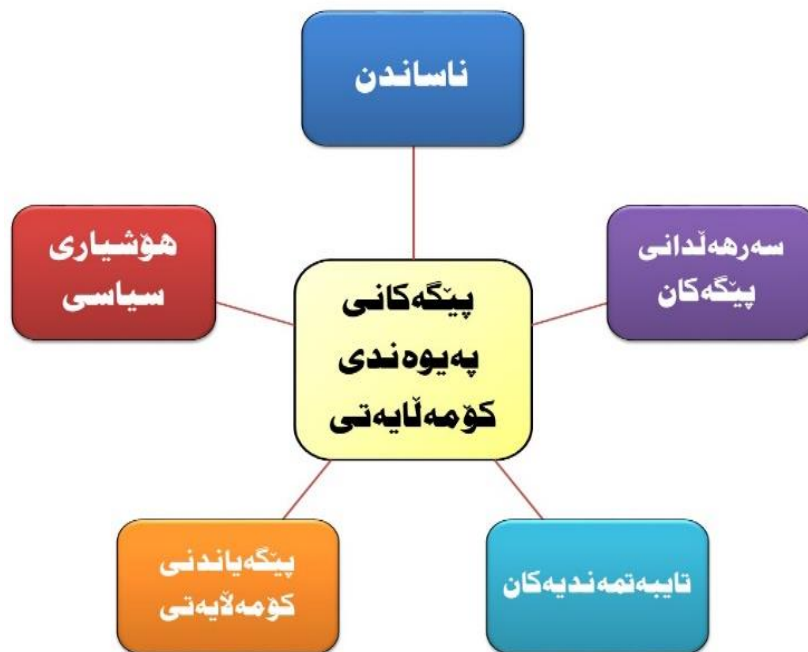 ناساندن
سەرهەڵدانی
پێگەکان
هۆشیاری
سیاسی
پێگەکانی
پەیوەندی
کۆمەڵایەتی
تایبەتمەندیەکان
پێگەیاندنی
کۆمەڵایەتی